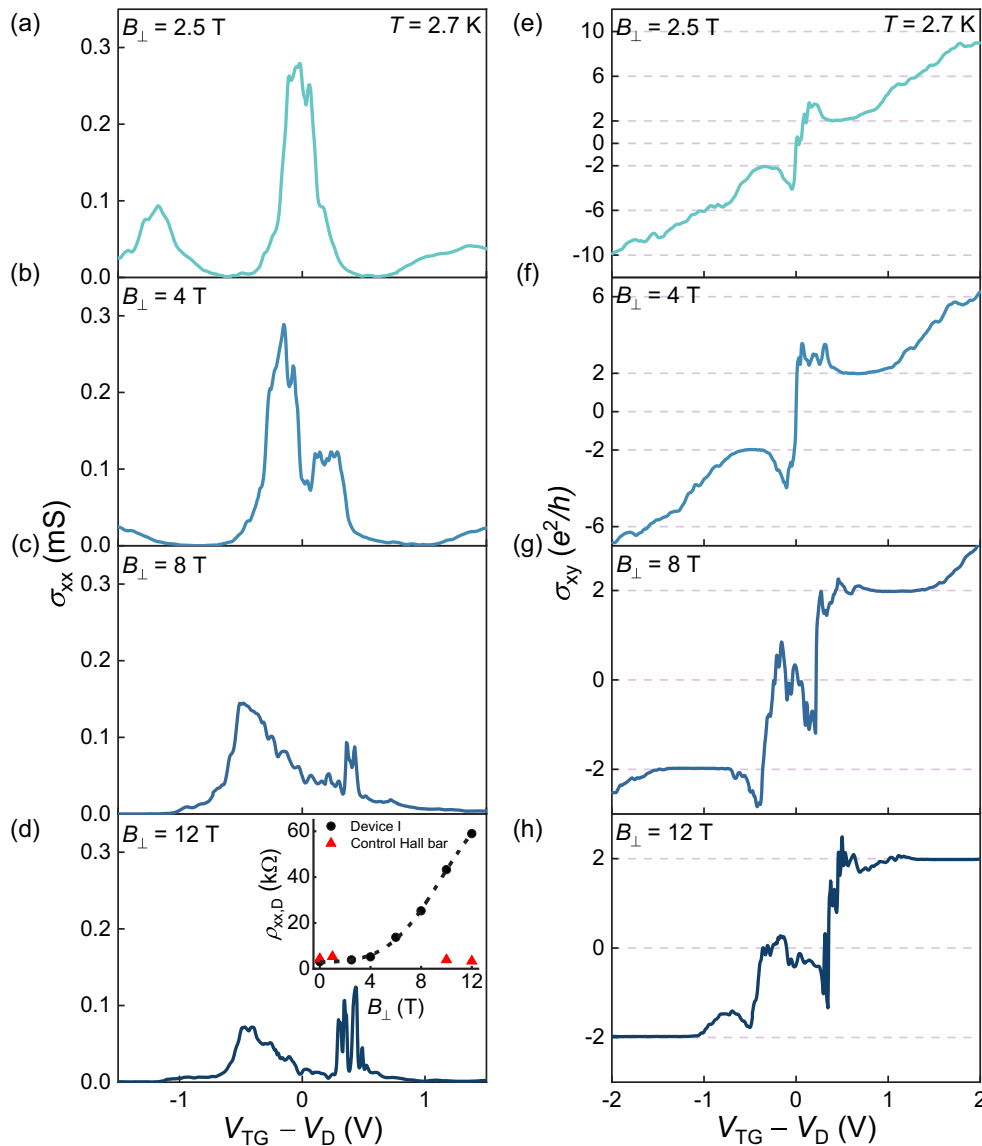 (a)
B⊥ = 2.5 T
T = 2.7 K
0.3
0.2
0.1
0.0
(b)
B⊥ = 4 T
0.3
0.2
0.1
0.0
(c)
B⊥ = 8 T
0.3
0.2
0.1
0.0
(d)
B⊥ = 12 T
0.3
0.2
0.1
0.0
σxx (mS)
-1
0
1
VTG – VD (V)
Device I
Control Hall bar
60
40
20
0
ρxx,D (kΩ)
0
4
8
12
B⊥ (T)
(e)
B⊥ = 2.5 T
T = 2.7 K
10
6
2
0
-2
-6
-10
(f)
B⊥ = 4 T
6
2
0
-2
-6
(g)
B⊥ = 8 T
2
0
-2
(h)
B⊥ = 12 T
2
0
-2
σxy (e²/h)
-2
-1
0
1
2
VTG – VD (V)